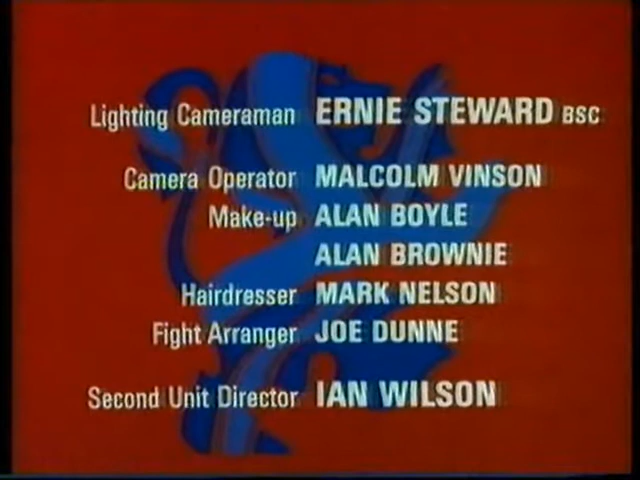 Lighting Cameraman ERNIE STEWARD BSC
Camera Operator MALCOLM VINSON
Make-up ALAN BOYLE
ALAN BROWNIE
Hairdresser MARK NELSON
Fight Arranger JOE DUNNE
Second Unit Director IAN WILSON